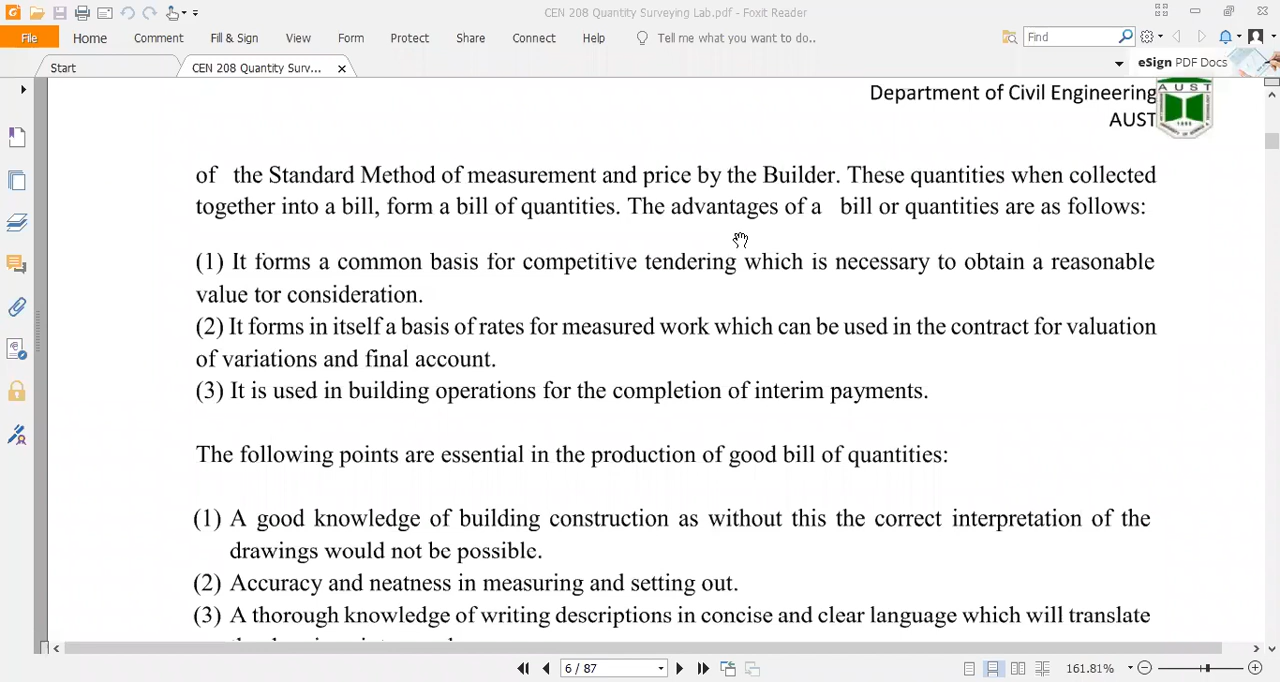 CEN 208 Quantity Surveying Lab.pdf - Foxit Reader
File Home Comment Fill & Sign View Form Protect Share Connect Help Tell me what you want to do.. Find
Start CEN 208 Quantity Surv... eSign PDF Docs
Department of Civil Engineering
AUST
A U S T
of the Standard Method of measurement and price by the Builder. These quantities when collected
together into a bill, form a bill of quantities. The advantages of a bill or quantities are as follows:
(1) It forms a common basis for competitive tendering which is necessary to obtain a reasonable
value tor consideration.
(2) It forms in itself a basis of rates for measured work which can be used in the contract for valuation
of variations and final account.
(3) It is used in building operations for the completion of interim payments.
The following points are essential in the production of good bill of quantities:
(1) A good knowledge of building construction as without this the correct interpretation of the
drawings would not be possible.
(2) Accuracy and neatness in measuring and setting out.
(3) A thorough knowledge of writing descriptions in concise and clear language which will translate
6 / 87 161.81%